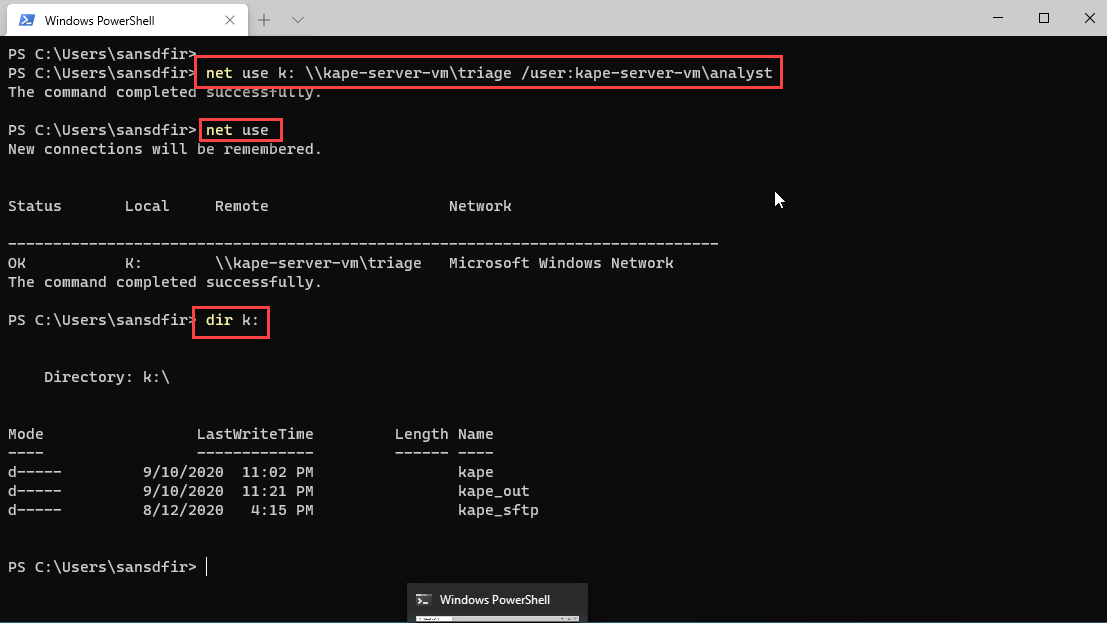 Windows PowerShell
PS C:\Users\sansdfir>
PS C:\Users\sansdfir> net use k: \\kape-server-vm\triage /user:kape-server-vm\analyst
The command completed successfully.
PS C:\Users\sansdfir> net use
New connections will be remembered.
Status Local Remote Network
-------------------------------------------------------------------------------
OK K: \\kape-server-vm\triage Microsoft Windows Network
The command completed successfully.
PS C:\Users\sansdfir> dir k:
Directory: k:\
Mode LastWriteTime Length Name
---- ------------- ------ ----
d----- 9/10/2020 11:02 PM kape
d----- 9/10/2020 11:21 PM kape_out
d----- 8/12/2020 4:15 PM kape_sftp
PS C:\Users\sansdfir>
Windows PowerShell